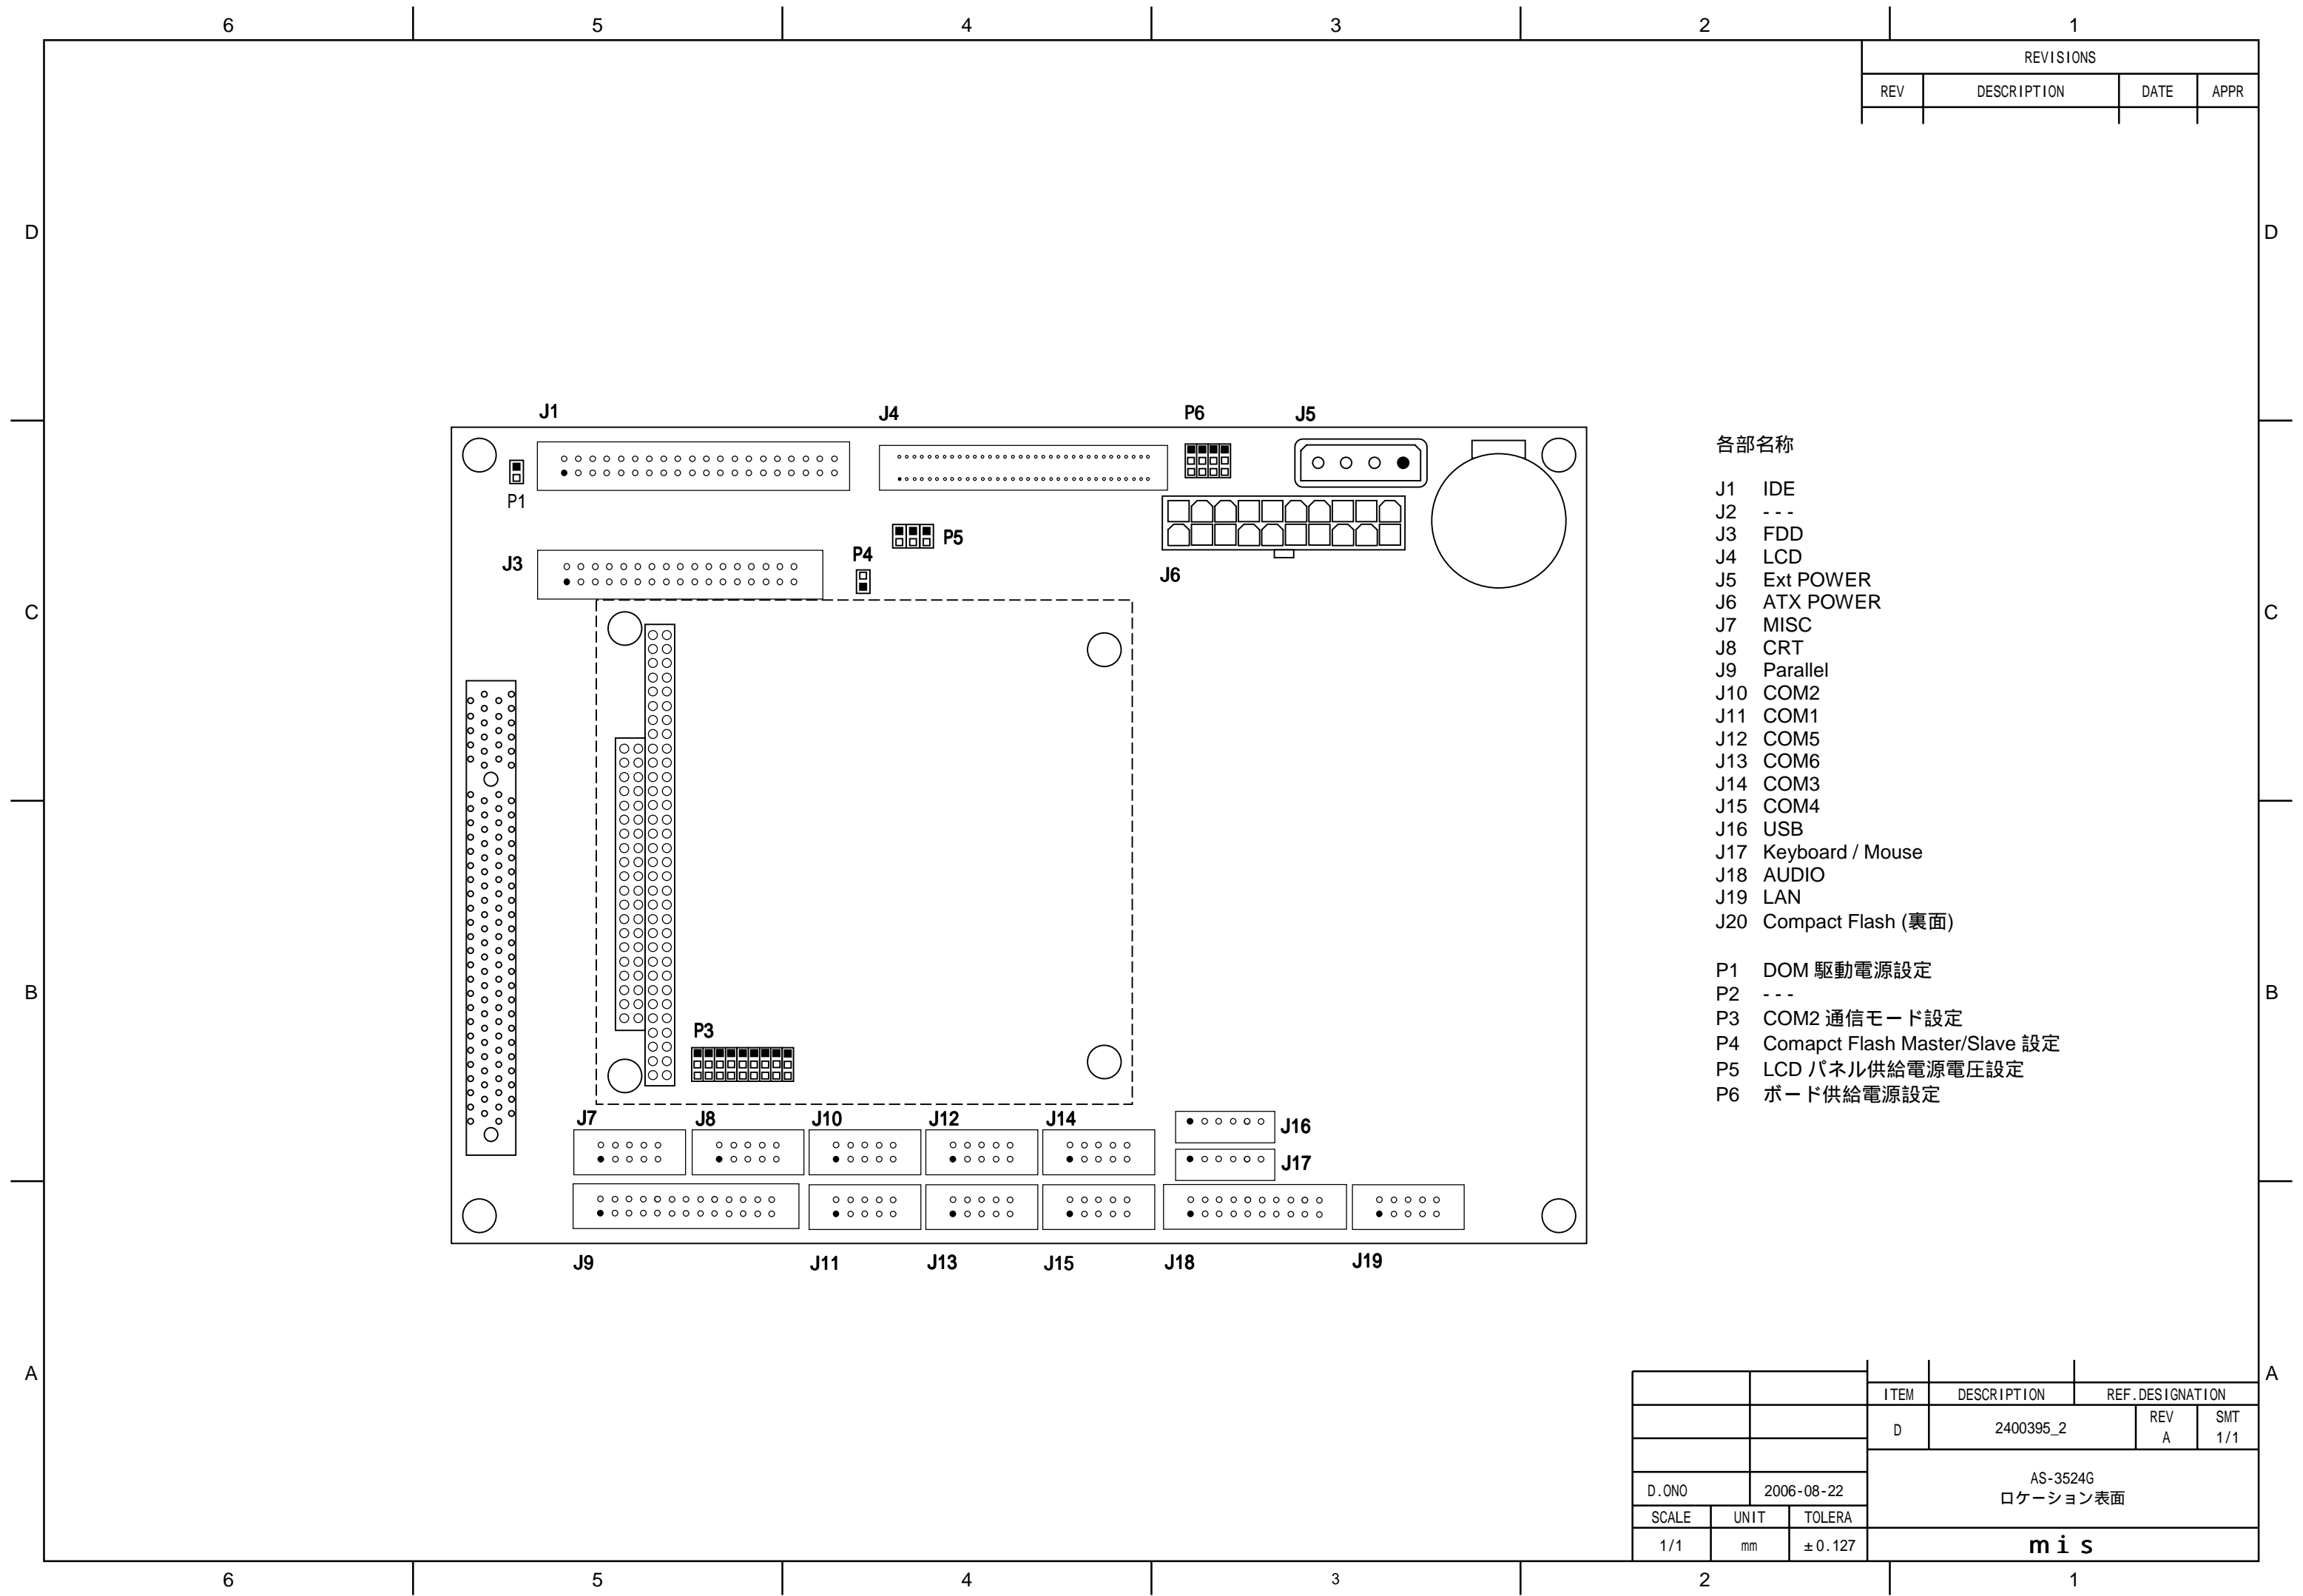 6 5 4 3 2 1
REVISIONS
REV DESCRIPTION DATE APPR
D D
J1 J4 P6 J5
P1
P5
P4
J3
J6
C C
各部名称
J1 IDE
J2 - - -
J3 FDD
J4 LCD
J5 Ext POWER
J6 ATX POWER
J7 MISC
J8 CRT
J9 Parallel
J10 COM2
J11 COM1
J12 COM5
J13 COM6
J14 COM3
J15 COM4
J16 USB
J17 Keyboard / Mouse
J18 AUDIO
J19 LAN
J20 Compact Flash (裏面)
P1 DOM 駆動電源設定
P2 - - -
P3 COM2 通信モード設定
P4 Comapct Flash Master/Slave 設定
P5 LCD パネル供給電源電圧設定
P6 ボード供給電源設定
B B
P3
J7 J8 J10 J12 J14
J16
J17
J9 J11 J13 J15 J18 J19
A A
ITEM DESCRIPTION REF.DESIGNATION
D 2400395_2 REV A SMT 1/1
D.ONO 2006-08-22
AS-3524G
ロケーション表面
SCALE UNIT TOLERA
1/1 mm ±0.127
mis
6 5 4 3 2 1